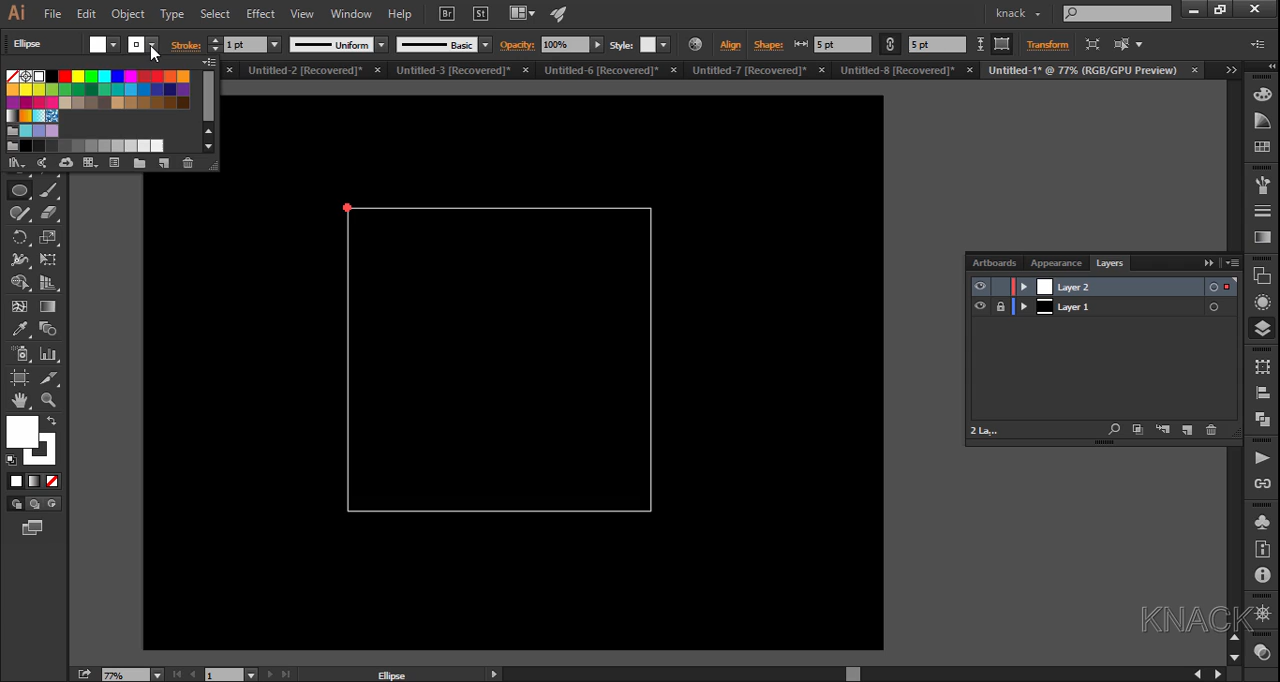 Ai File Edit Object Type Select Effect View Window Help Br St knack
Ellipse Stroke: 1 pt Uniform Basic Opacity: 100% Style: Align Shape: 5 pt 5 pt Transform
Untitled-2 [Recovered]* × Untitled-3 [Recovered]* × Untitled-6 [Recovered]* × Untitled-7 [Recovered]* × Untitled-8 [Recovered]* × Untitled-1* @ 77% (RGB/GPU Preview) ×
Artboards Appearance Layers
Layer 2
Layer 1
2 La...
KNACK
77% 1 Ellipse